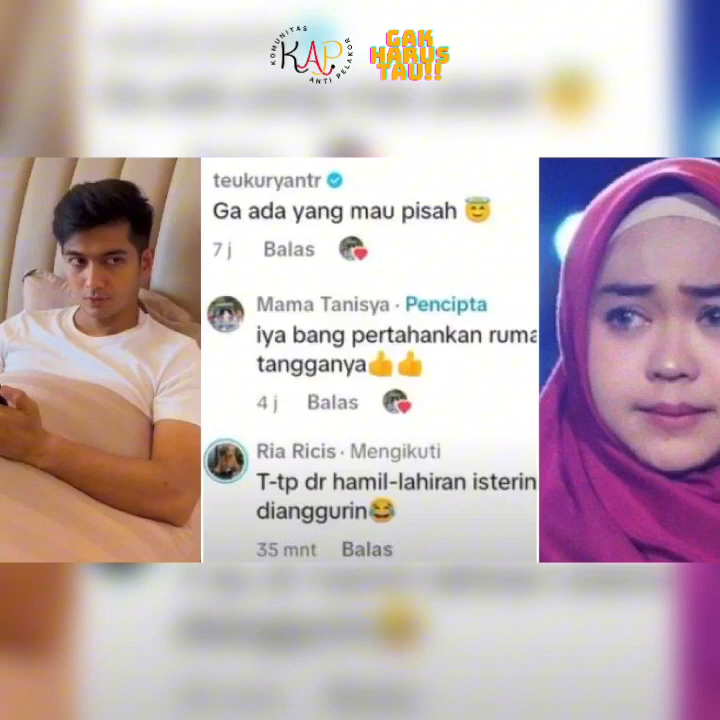 KOMUNITAS
KAP
ANTI PELAKOR
GAK
HARUS
TAU!!
teukuryantr
Ga ada yang mau pisah 😇
7 j Balas
Mama Tanisya · Pencipta
iya bang pertahankan ruma
tangganya👍👍
4 j Balas
Ria Ricis · Mengikuti
T-tp dr hamil-lahiran isterin
dianggurin😂
35 mnt Balas